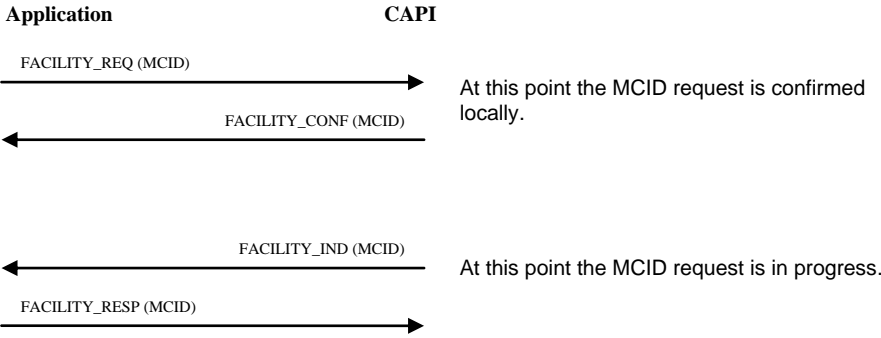 Application CAPI
FACILITY_REQ (MCID)
At this point the MCID request is confirmed
locally.
FACILITY_CONF (MCID)
FACILITY_IND (MCID)
At this point the MCID request is in progress.
FACILITY_RESP (MCID)